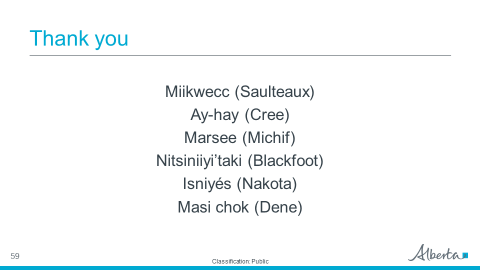 Thank you
Miikwecc (Saulteaux)
Ay-hay (Cree)
Marsee (Michif)
Nitsiniiyi’taki (Blackfoot)
Isniyés (Nakota)
Masi chok (Dene)
59
Classification: Public
Alberta